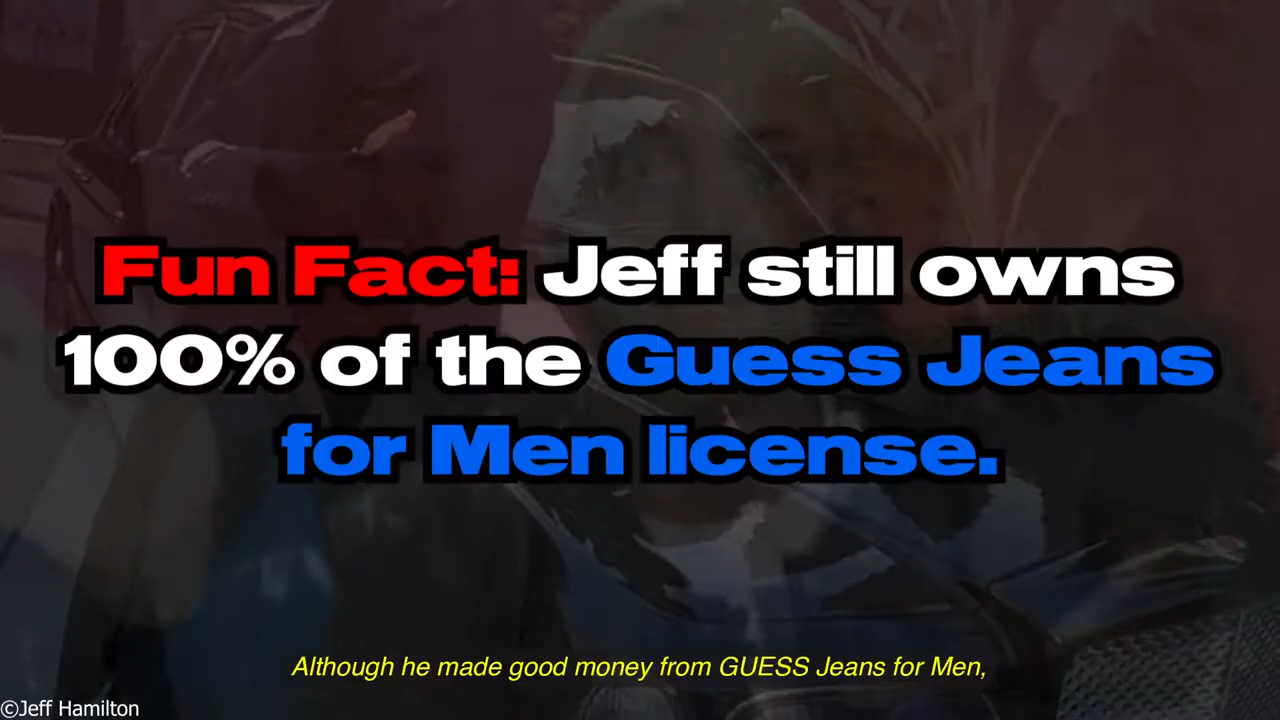 Fun Fact: Jeff still owns
100% of the Guess Jeans
for Men license.
Although he made good money from GUESS Jeans for Men,
©Jeff Hamilton